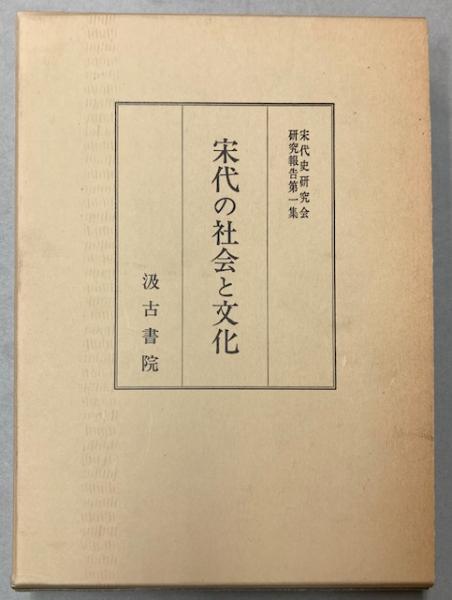 宋代史研究会
研究報告第一集
宋代の社会と文化
汲古書院